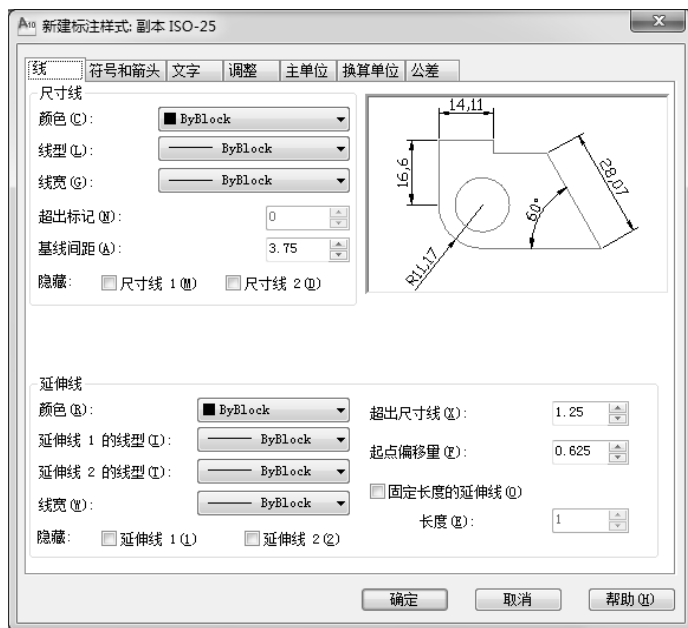 新建标注样式: 副本 ISO-25
线 符号和箭头 文字 调整 主单位 换算单位 公差
尺寸线
颜色(C): ByBlock
线型(L): ByBlock
线宽(G): ByBlock
超出标记(N): 0
基线间距(A): 3.75
隐藏: 尺寸线 1(M) 尺寸线 2(D)
14,11
16,6
28,07
60°
R11,17
延伸线
颜色(R): ByBlock
延伸线 1 的线型(I): ByBlock
延伸线 2 的线型(T): ByBlock
线宽(W): ByBlock
隐藏: 延伸线 1(1) 延伸线 2(2)
超出尺寸线(X): 1.25
起点偏移量(F): 0.625
固定长度的延伸线(O)
长度(E): 1
确定 取消 帮助(H)